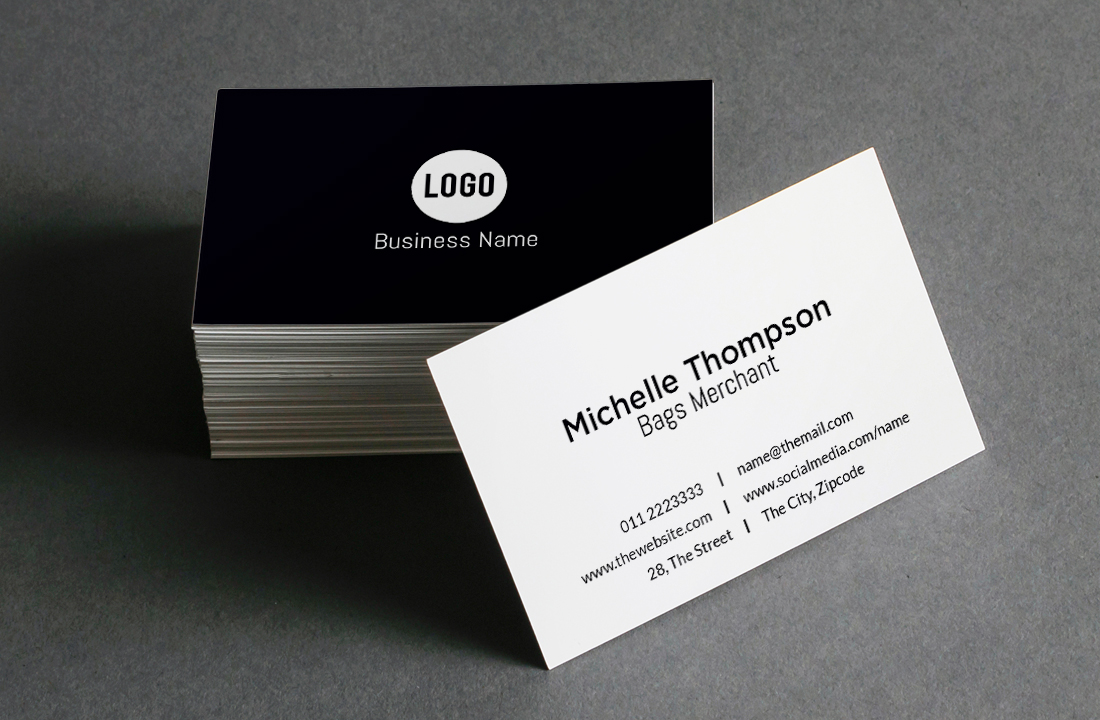 LOGO
Business Name
Michelle Thompson
Bags Merchant
011 2223333 | name@themail.com
www.thewebsite.com | www.socialmedia.com/name
28, The Street | The City, Zipcode